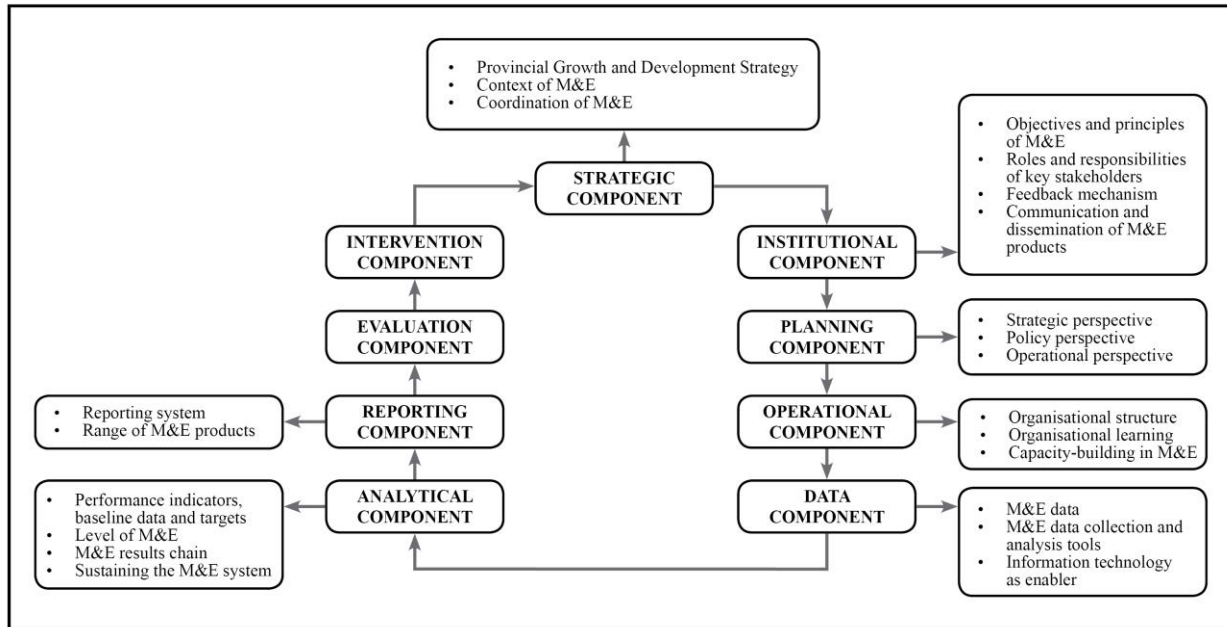 • Provincial Growth and Development Strategy
• Context of M&E
• Coordination of M&E
STRATEGIC
COMPONENT
• Objectives and principles
of M&E
• Roles and responsibilities
of key stakeholders
• Feedback mechanism
• Communication and
dissemination of M&E
products
INTERVENTION
COMPONENT
INSTITUTIONAL
COMPONENT
EVALUATION
COMPONENT
PLANNING
COMPONENT
• Strategic perspective
• Policy perspective
• Operational perspective
• Reporting system
• Range of M&E products
REPORTING
COMPONENT
OPERATIONAL
COMPONENT
• Organisational structure
• Organisational learning
• Capacity-building in M&E
• Performance indicators,
baseline data and targets
• Level of M&E
• M&E results chain
• Sustaining the M&E system
ANALYTICAL
COMPONENT
DATA
COMPONENT
• M&E data
• M&E data collection and
analysis tools
• Information technology
as enabler